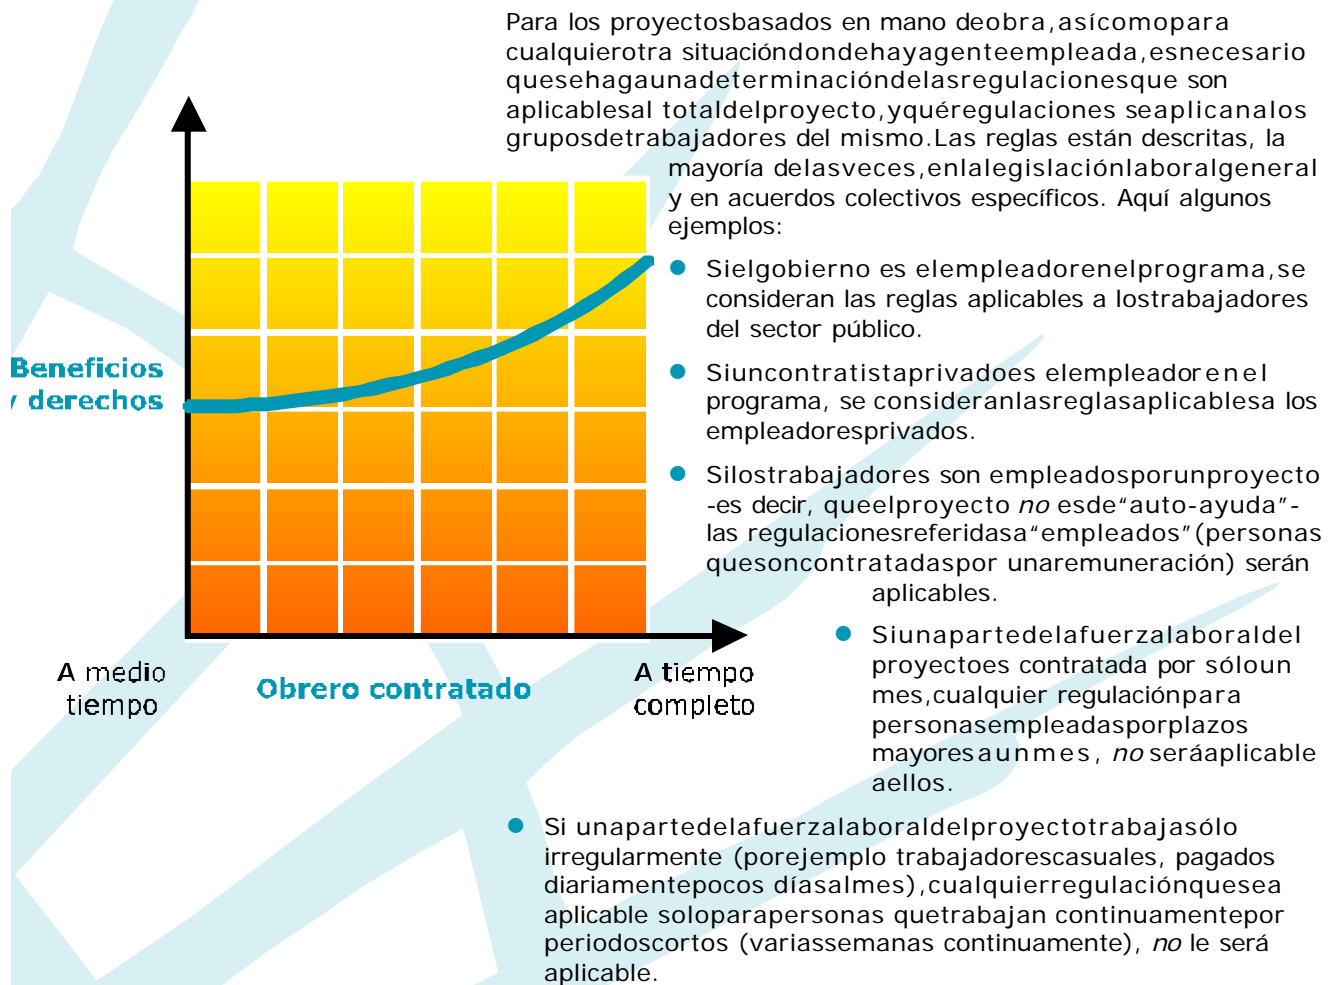 Para los proyectosbasados en mano deobra,asícomopara
cualquierotra situacióndondehayagenteempleada,esnecesario
quesehagaunadeterminacióndelasregulacionesque son
aplicablesal totaldelproyecto,yquéregulaciones seaplicanalos
gruposdetrabajadores del mismo.Las reglas están descritas, la
mayoría delasveces,enlalegislaciónlaboralgeneral
y en acuerdos colectivos específicos. Aquí algunos
ejemplos:
● Sielgobierno es elempleadorenelprograma,se
consideran las reglas aplicables a lostrabajadores
del sector público.
● Siuncontratistaprivadoes elempleadorenel
programa, se consideranlasreglasaplicablesa los
empleadoresprivados.
● Silostrabajadores son empleadosporunproyecto
-es decir, queelproyecto no esde“auto-ayuda”-
las regulacionesreferidasa“empleados”(personas
quesoncontratadaspor unaremuneración) serán
aplicables.
● Siunapartedelafuerzalaboraldel
proyectoes contratada por sóloun
mes,cualquier regulaciónpara
personasempleadasporplazos
mayoresaunmes, no seráaplicable
aellos.
● Si unapartedelafuerzalaboraldelproyectotrabajasólo
irregularmente (porejemplo trabajadorescasuales, pagados
diariamentepocos díasalmes),cualquierregulaciónquesea
aplicable soloparapersonas quetrabajan continuamentepor
periodoscortos (variassemanas continuamente), no le será
aplicable.
Beneficios
y derechos
A medio
tiempo
Obrero contratado
A tiempo
completo